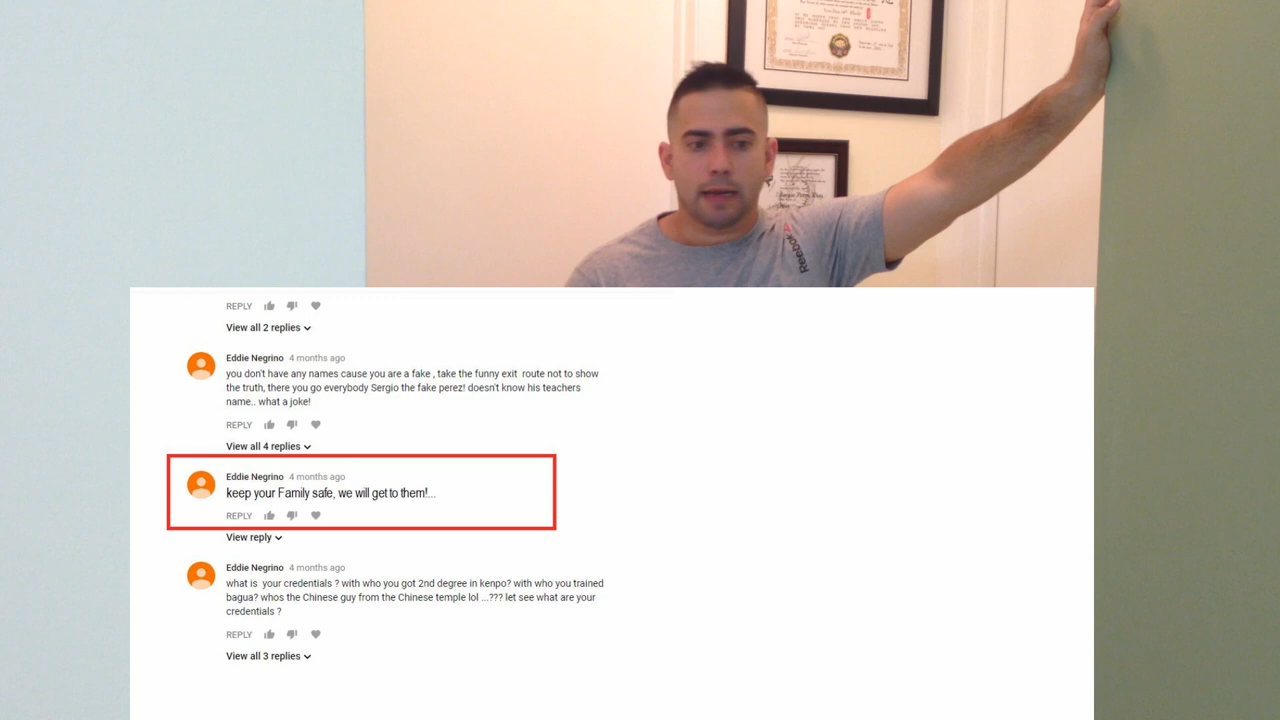 Reebok
REPLY
View all 2 replies
Eddie Negrino 4 months ago
you don't have any names cause you are a fake , take the funny exit route not to show
the truth, there you go everybody Sergio the fake perez! doesn't know his teachers
name.. what a joke!
REPLY
View all 4 replies
Eddie Negrino 4 months ago
keep your Family safe, we will get to them!...
REPLY
View reply
Eddie Negrino 4 months ago
what is your credentials ? with who you got 2nd degree in kenpo? with who you trained
bagua? whos the Chinese guy from the Chinese temple lol ...??? let see what are your
credentials ?
REPLY
View all 3 replies